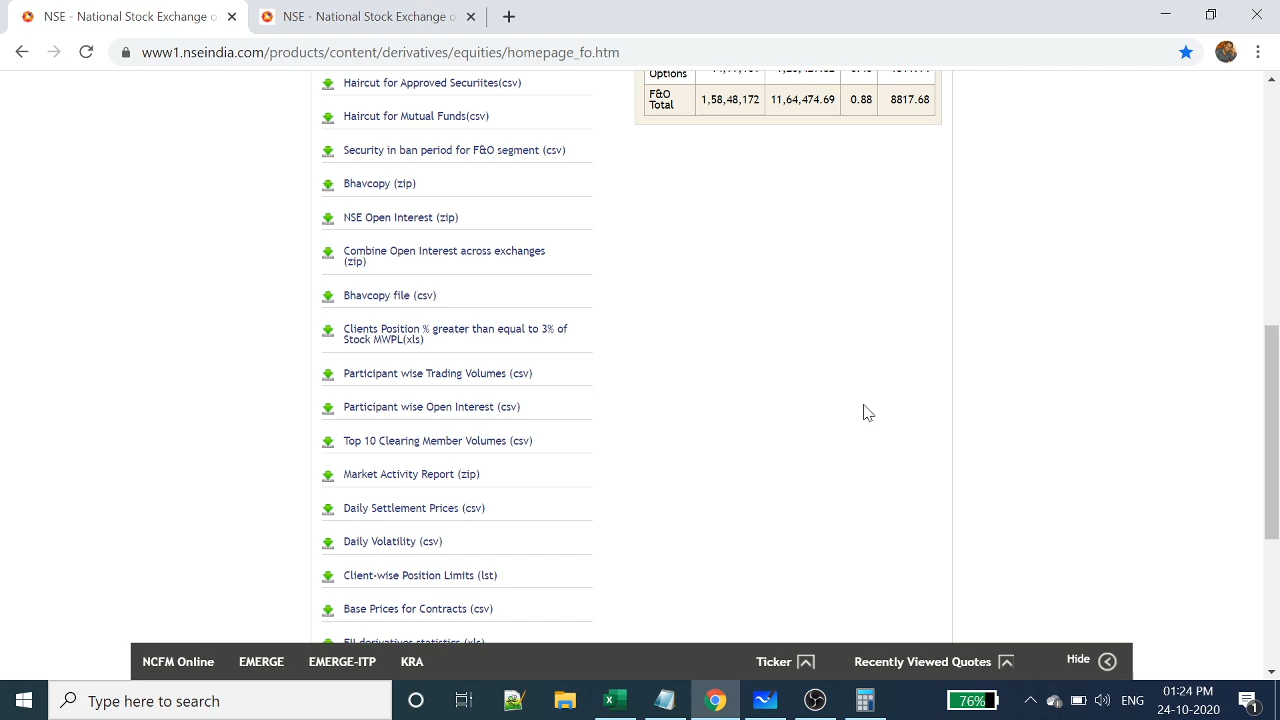 NSE - National Stock Exchange o
NSE - National Stock Exchange of
www1.nseindia.com/products/content/derivatives/equities/homepage_fo.htm
Haircut for Approved Securiites(csv)
Haircut for Mutual Funds(csv)
Security in ban period for F&O segment (csv)
Bhavcopy (zip)
NSE Open Interest (zip)
Combine Open Interest across exchanges
(zip)
Bhavcopy file (csv)
Clients Position % greater than equal to 3% of
Stock MWPL(xls)
Participant wise Trading Volumes (csv)
Participant wise Open Interest (csv)
Top 10 Clearing Member Volumes (csv)
Market Activity Report (zip)
Daily Settlement Prices (csv)
Daily Volatility (csv)
Client-wise Position Limits (lst)
Base Prices for Contracts (csv)
FII derivatives statistics (xls)
Options
F&O
Total
1,58,48,172 11,64,474.69 0.88 8817.68
NCFM Online EMERGE EMERGE-ITP KRA Ticker Recently Viewed Quotes Hide
Type here to search
76%
ENG
01:24 PM
24-10-2020
1